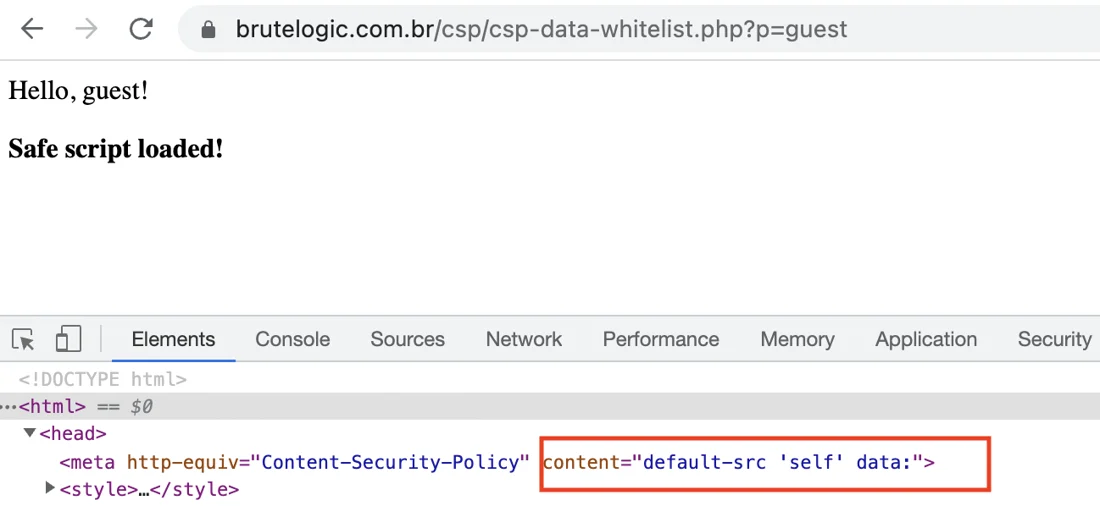 brutelogic.com.br/csp/csp-data-whitelist.php?p=guest
Hello, guest!
Safe script loaded!
Elements Console Sources Network Performance Memory Application Security
<!DOCTYPE html>
…<html> == $0
▼<head>
<meta http-equiv="Content-Security-Policy" content="default-src 'self' data:">
▶<style>…</style>